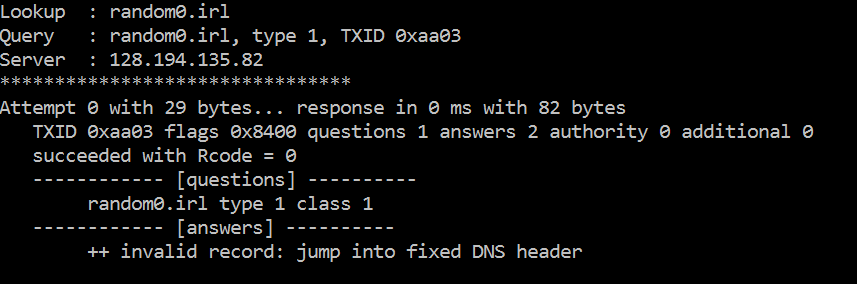 Lookup  : random0.irl
Query   : random0.irl, type 1, TXID 0xaa03
Server  : 128.194.135.82
********************************
Attempt 0 with 29 bytes... response in 0 ms with 82 bytes
TXID 0xaa03 flags 0x8400 questions 1 answers 2 authority 0 additional 0
succeeded with Rcode = 0
------------ [questions] ----------
random0.irl type 1 class 1
------------ [answers] ----------
++ invalid record: jump into fixed DNS header